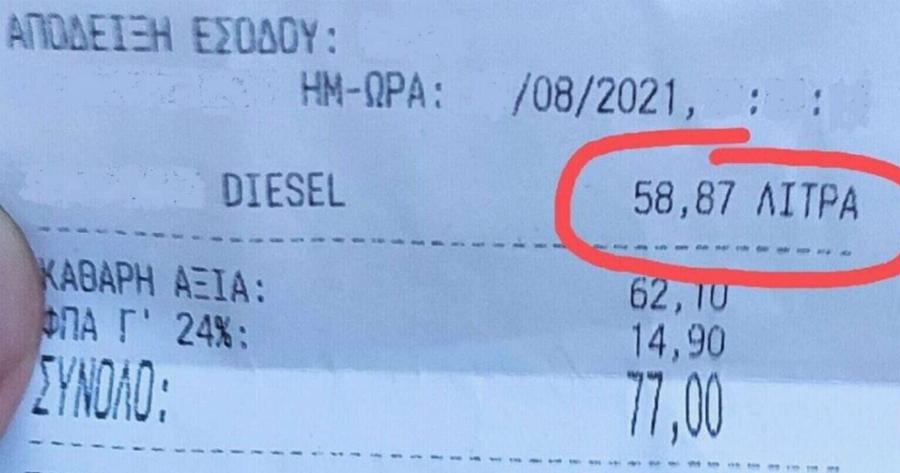 ΑΠΟΔΕΙΞΗ ΕΣΟΔΟΥ:
ΗΜ-ΩΡΑ: /08/2021, : :
DIESEL 58,87 ΛΙΤΡΑ
ΚΑΘΑΡΗ ΑΞΙΑ: 62,10
ΦΠΑ Γ' 24%: 14,90
ΣΥΝΟΛΟ: 77,00